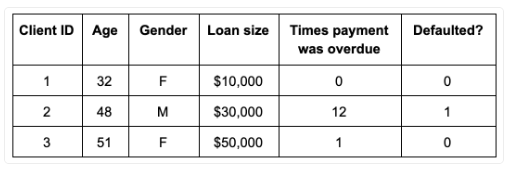 Client ID Age Gender Loan size Times payment was overdue Defaulted?
1 32 F $10,000 0 0
2 48 M $30,000 12 1
3 51 F $50,000 1 0